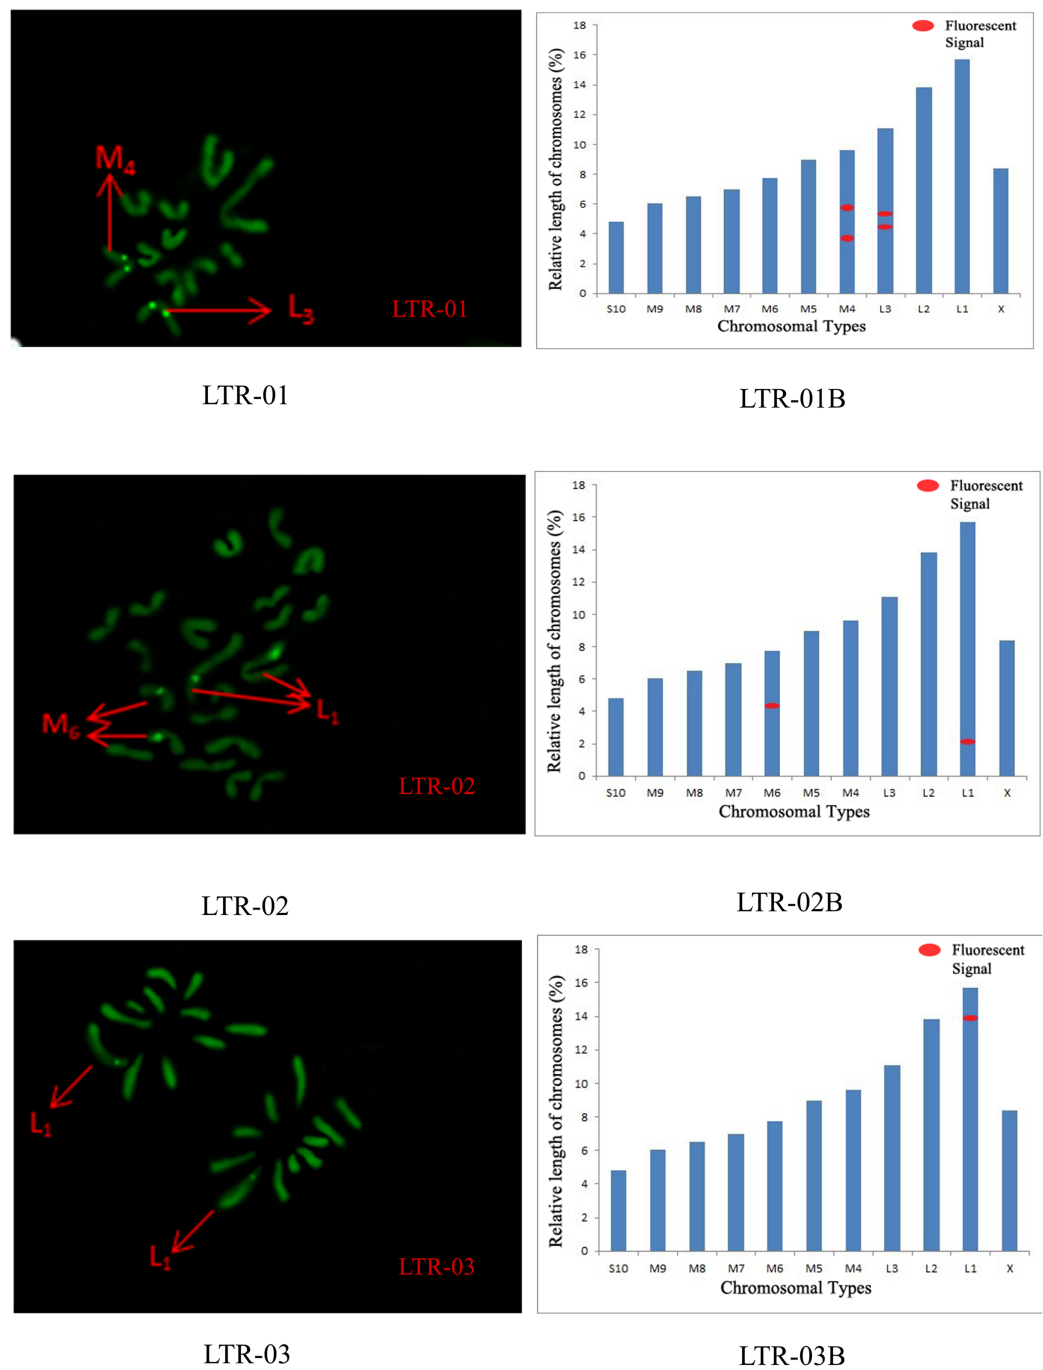 M4
L3
LTR-01
LTR-01
Fluorescent
Signal
Relative length of chromosomes (%)
18
16
14
12
10
8
6
4
2
0
S10 M9 M8 M7 M6 M5 M4 L3 L2 L1 X
Chromosomal Types
LTR-01B
M6
L1
LTR-02
LTR-02
Fluorescent
Signal
Relative length of chromosomes (%)
18
16
14
12
10
8
6
4
2
0
S10 M9 M8 M7 M6 M5 M4 L3 L2 L1 X
Chromosomal Types
LTR-02B
L1
L1
LTR-03
LTR-03
Fluorescent
Signal
Relative length of chromosomes (%)
18
16
14
12
10
8
6
4
2
0
S10 M9 M8 M7 M6 M5 M4 L3 L2 L1 X
Chromosomal Types
LTR-03B